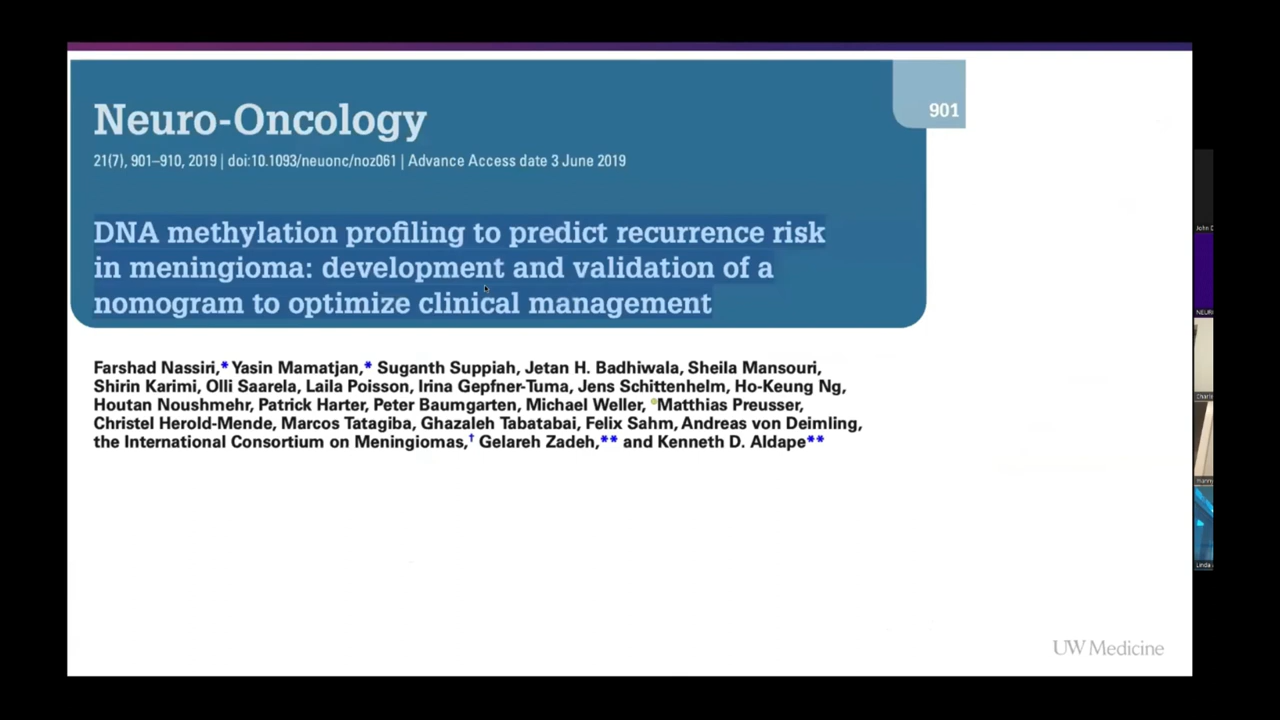 901
Neuro-Oncology
21(7), 901–910, 2019 | doi:10.1093/neuonc/noz061 | Advance Access date 3 June 2019
DNA methylation profiling to predict recurrence risk
in meningioma: development and validation of a
nomogram to optimize clinical management
Farshad Nassiri,* Yasin Mamatjan,* Suganth Suppiah, Jetan H. Badhiwala, Sheila Mansouri,
Shirin Karimi, Olli Saarela, Laila Poisson, Irina Gepfner-Tuma, Jens Schittenhelm, Ho-Keung Ng,
Houtan Noushmehr, Patrick Harter, Peter Baumgarten, Michael Weller, Matthias Preusser,
Christel Herold-Mende, Marcos Tatagiba, Ghazaleh Tabatabai, Felix Sahm, Andreas von Deimling,
the International Consortium on Meningiomas,† Gelareh Zadeh,** and Kenneth D. Aldape**
UW Medicine
John
Linda